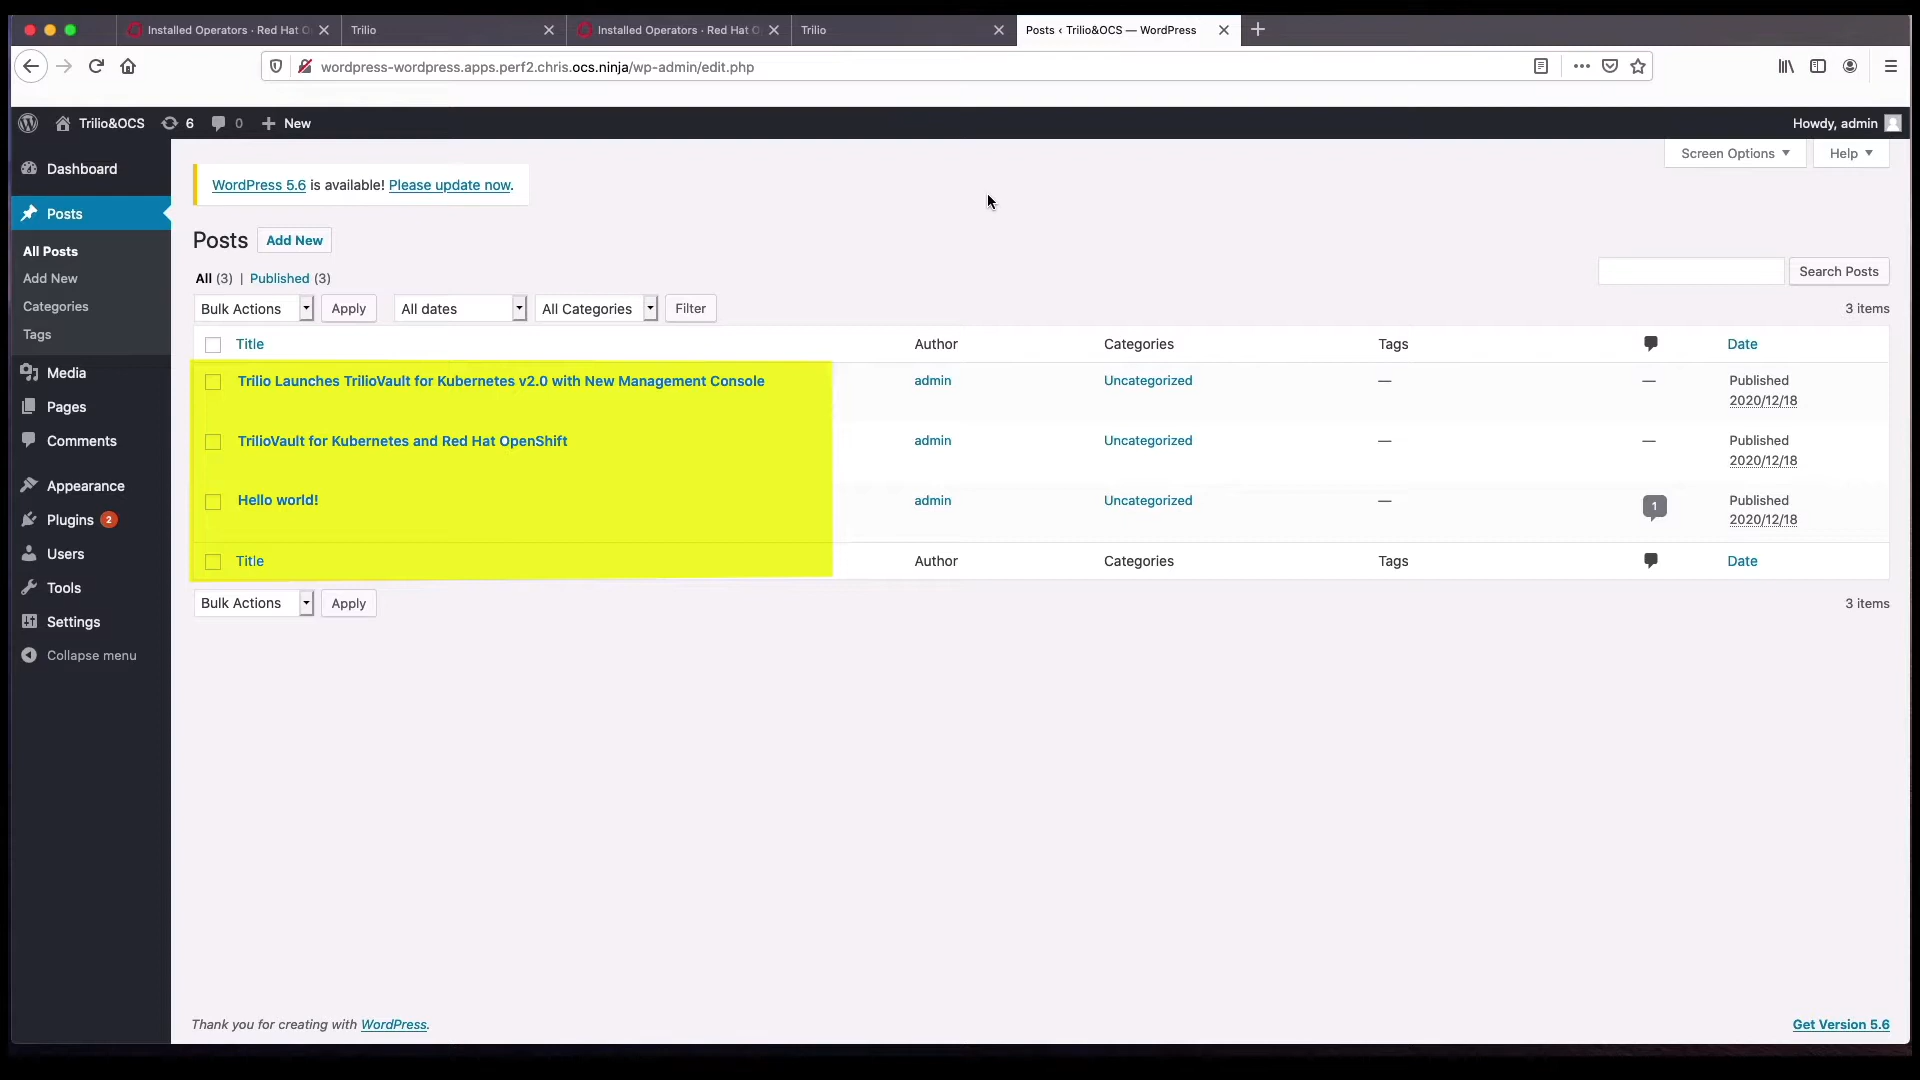 Installed Operators · Red Hat O
Trilio
Installed Operators · Red Hat O
Trilio
Posts ‹ Trilio&OCS — WordPress
wordpress-wordpress.apps.perf2.chris.ocs.ninja/wp-admin/edit.php
Trilio&OCS 6 0 + New
Howdy, admin
Screen Options
Help
Dashboard
Posts
All Posts
Add New
Categories
Tags
Media
Pages
Comments
Appearance
Plugins 2
Users
Tools
Settings
Collapse menu
WordPress 5.6 is available! Please update now.
Posts Add New
All (3) | Published (3)
Search Posts
Bulk Actions Apply All dates All Categories Filter 3 items
Title Author Categories Tags Date
Trilio Launches TrilioVault for Kubernetes v2.0 with New Management Console admin Uncategorized — — Published
2020/12/18
TrilioVault for Kubernetes and Red Hat OpenShift admin Uncategorized — — Published
2020/12/18
Hello world! admin Uncategorized — 1 Published
2020/12/18
Title Author Categories Tags Date
Bulk Actions Apply 3 items
Thank you for creating with WordPress.
Get Version 5.6